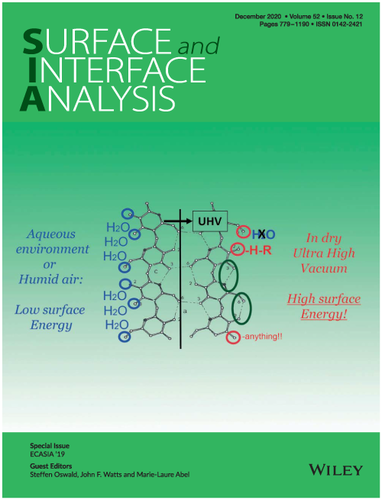 December 2020 • Volume 52 • Issue No. 12
Pages 779–1190 • ISSN 0142-2421
SURFACE and
INTERFACE
ANALYSIS
UHV
Aqueous
environment
or
Humid air:
Low surface
Energy
H2O
H2O
H2O
H2O
H2O
H2O
H2O
HXO
-H-R
-anything!!
In dry
Ultra High
Vacuum
High surface
Energy!
Special Issue
ECASIA '19
Guest Editors
Steffen Oswald, John F. Watts and Marie-Laure Abel
WILEY